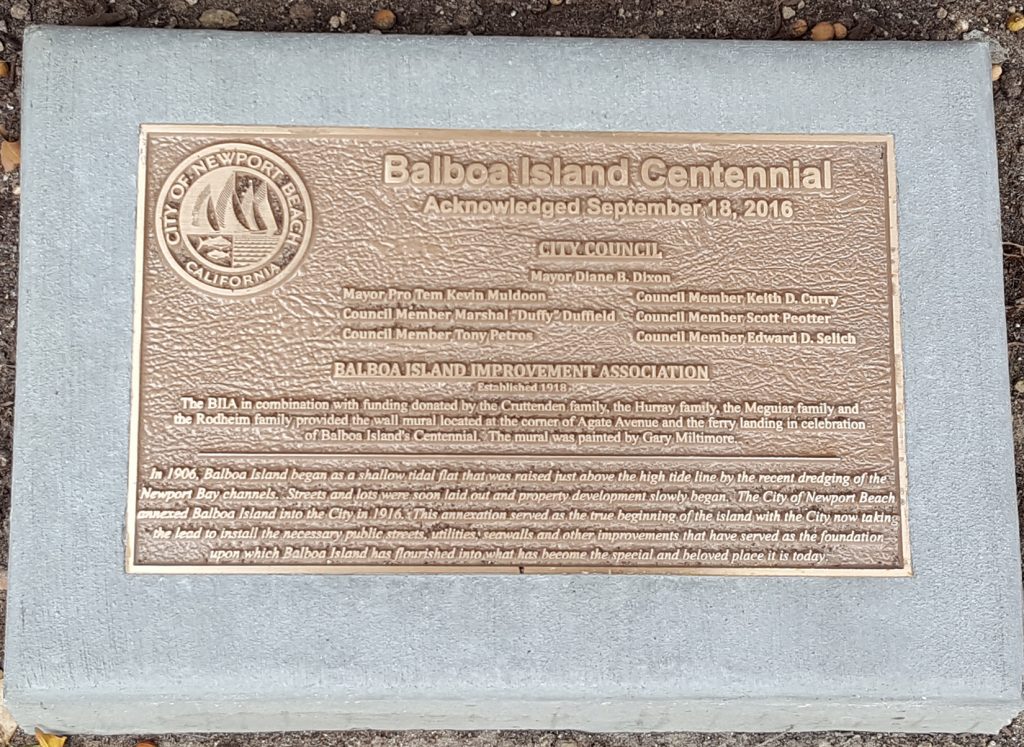 CITY OF NEWPORT BEACH
CALIFORNIA
Balboa Island Centennial
Acknowledged September 18, 2016
CITY COUNCIL
Mayor Diane B. Dixon
Mayor Pro Tem Kevin Muldoon
Council Member Keith D. Curry
Council Member Marshal "Duffy" Duffield
Council Member Scott Peotter
Council Member Tony Petros
Council Member Edward D. Selich
BALBOA ISLAND IMPROVEMENT ASSOCIATION
Established 1918
The BIIA in combination with funding donated by the Cruttenden family, the Hurray family, the Meguiar family and
the Rodheim family provided the wall mural located at the corner of Agate Avenue and the ferry landing in celebration
of Balboa Island's Centennial. The mural was painted by Gary Miltimore.
In 1906, Balboa Island began as a shallow tidal flat that was raised just above the high tide line by the recent dredging of the
Newport Bay channels. Streets and lots were soon laid out and property development slowly began. The City of Newport Beach
annexed Balboa Island into the City in 1916. This annexation served as the true beginning of the island with the City now taking
the lead to install the necessary public streets, utilities, seawalls and other improvements that have served as the foundation
upon which Balboa Island has flourished into what has become the special and beloved place it is today.